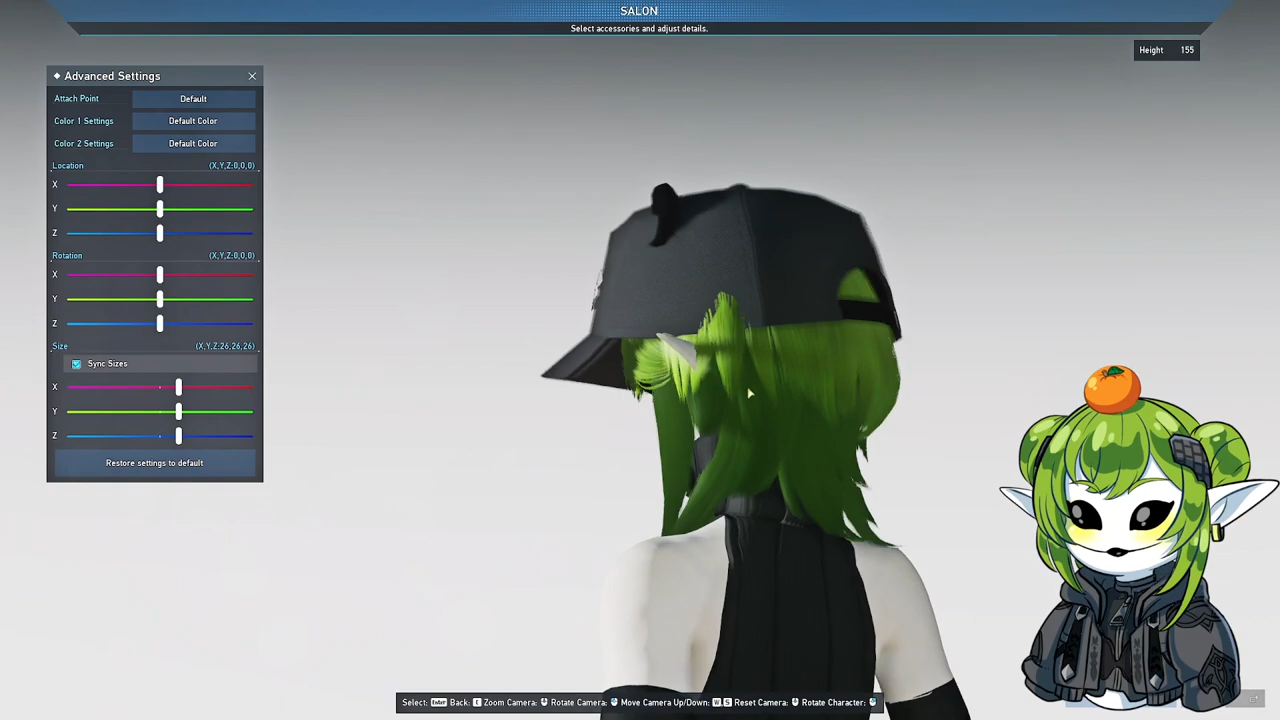 SALON
Select accessories and adjust details.
Height 155
Advanced Settings
Attach Point Default
Color 1 Settings Default Color
Color 2 Settings Default Color
Location (X,Y,Z:0,0,0)
X
Y
Z
Rotation (X,Y,Z:0,0,0)
X
Y
Z
Size (X,Y,Z:26,26,26)
Sync Sizes
X
Y
Z
Restore settings to default
Select: Enter Back: E Zoom Camera: Rotate Camera: Move Camera Up/Down: W,S Reset Camera: Rotate Character: